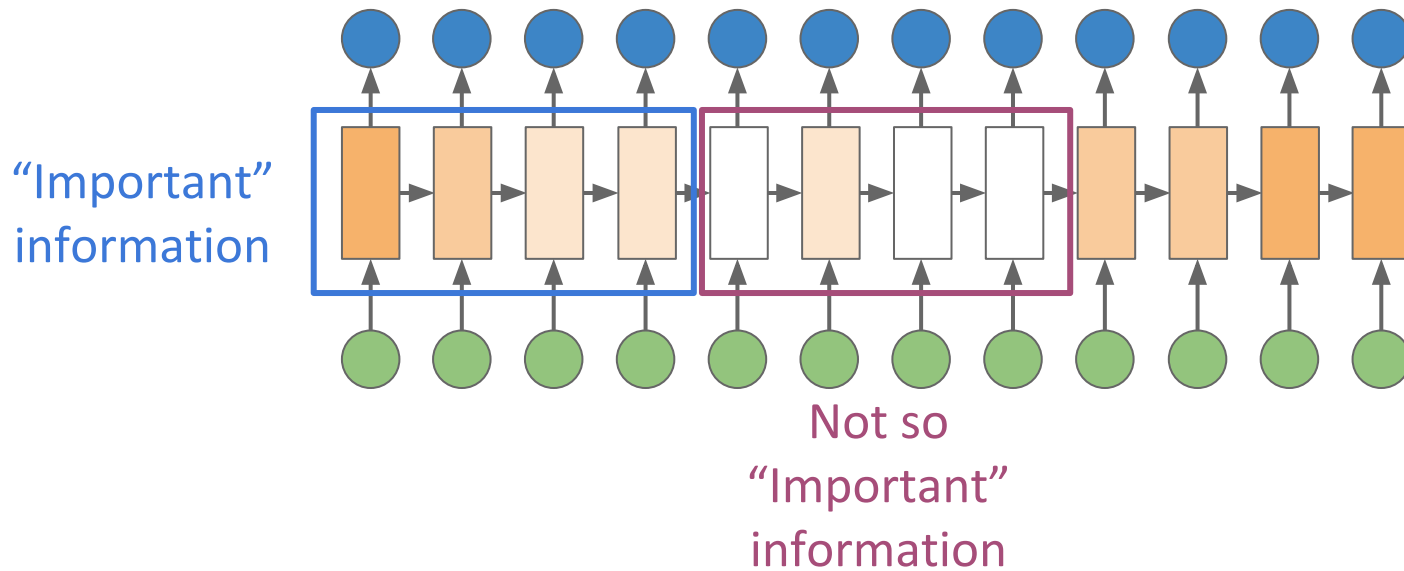 “Important”
information
Not so
“Important”
information